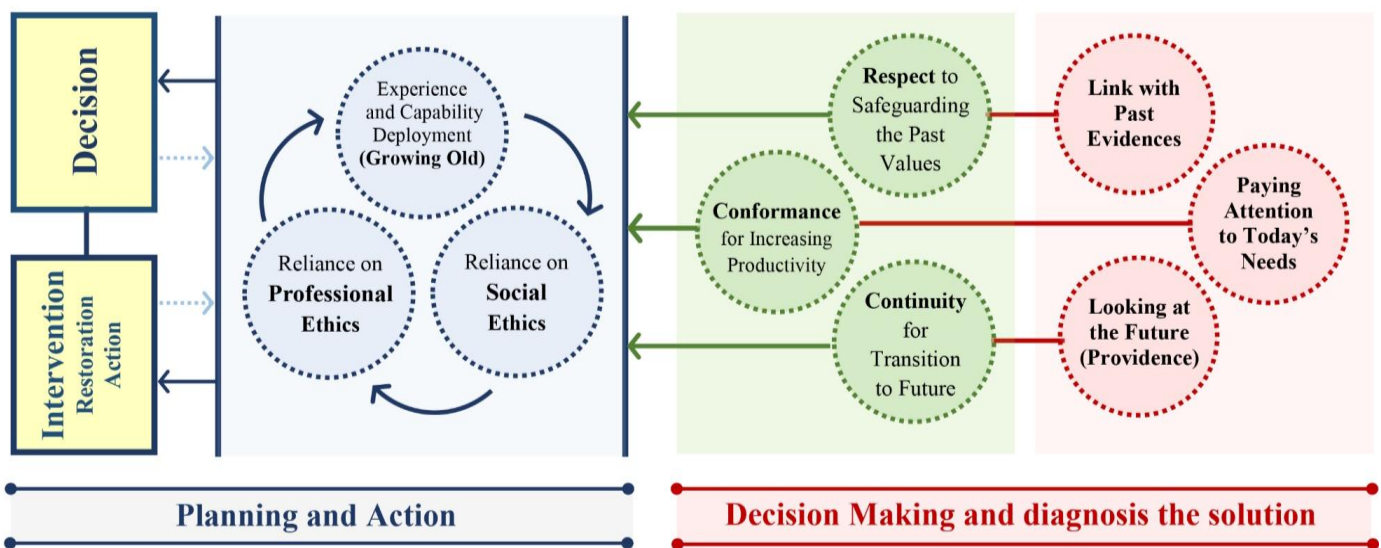 Decision
Intervention
Restoration
Action
Experience
and Capability
Deployment
(Growing Old)
Reliance on
Professional
Ethics
Reliance on
Social
Ethics
Respect to
Safeguarding
the Past
Values
Conformance
for Increasing
Productivity
Continuity
for
Transition
to Future
Link with
Past
Evidences
Paying
Attention
to Today’s
Needs
Looking at
the Future
(Providence)
Planning and Action
Decision Making and diagnosis the solution